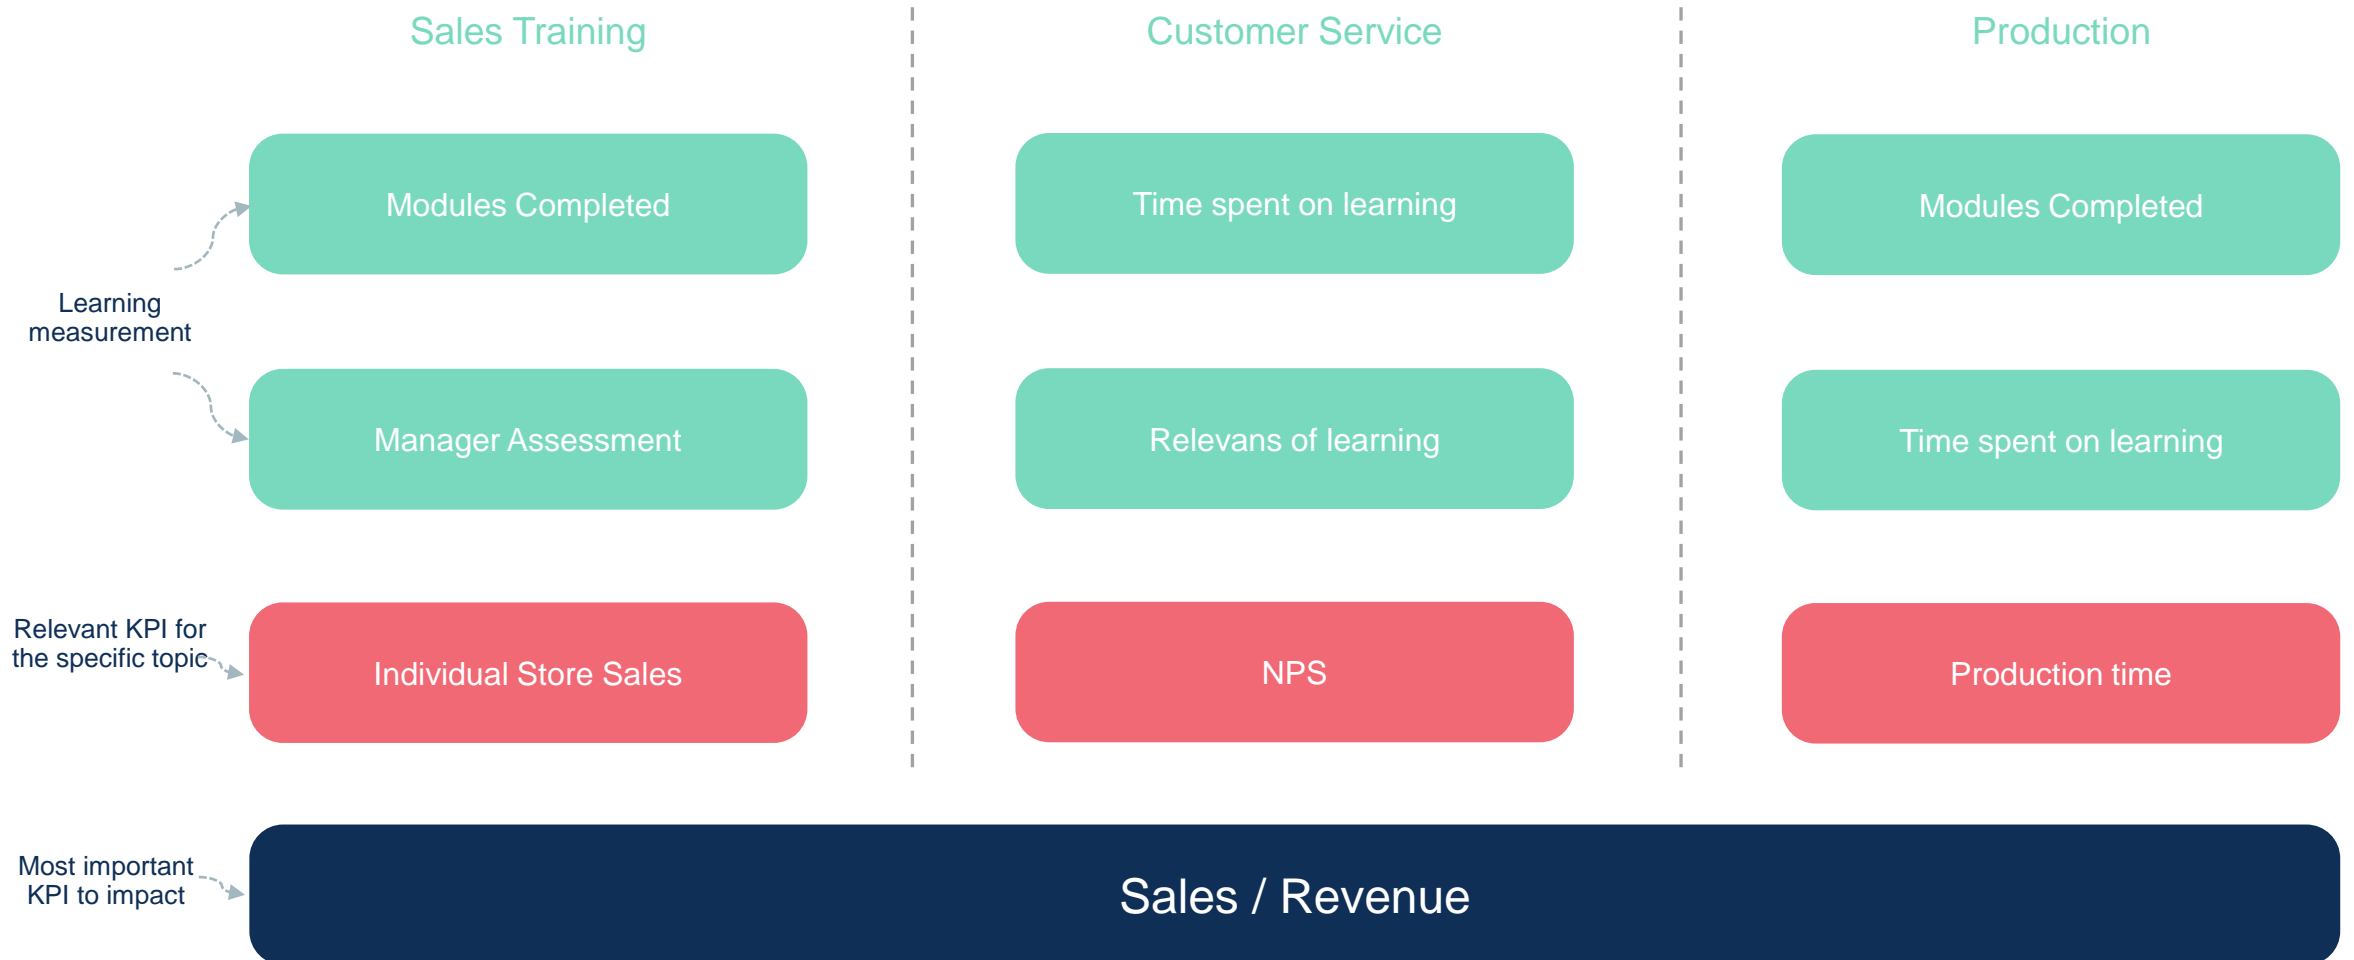 Sales Training
Customer Service
Production
Modules Completed
Time spent on learning
Modules Completed
Learning
measurement
Manager Assessment
Relevans of learning
Time spent on learning
Relevant KPI for
the specific topic
Individual Store Sales
NPS
Production time
Most important
KPI to impact
Sales / Revenue